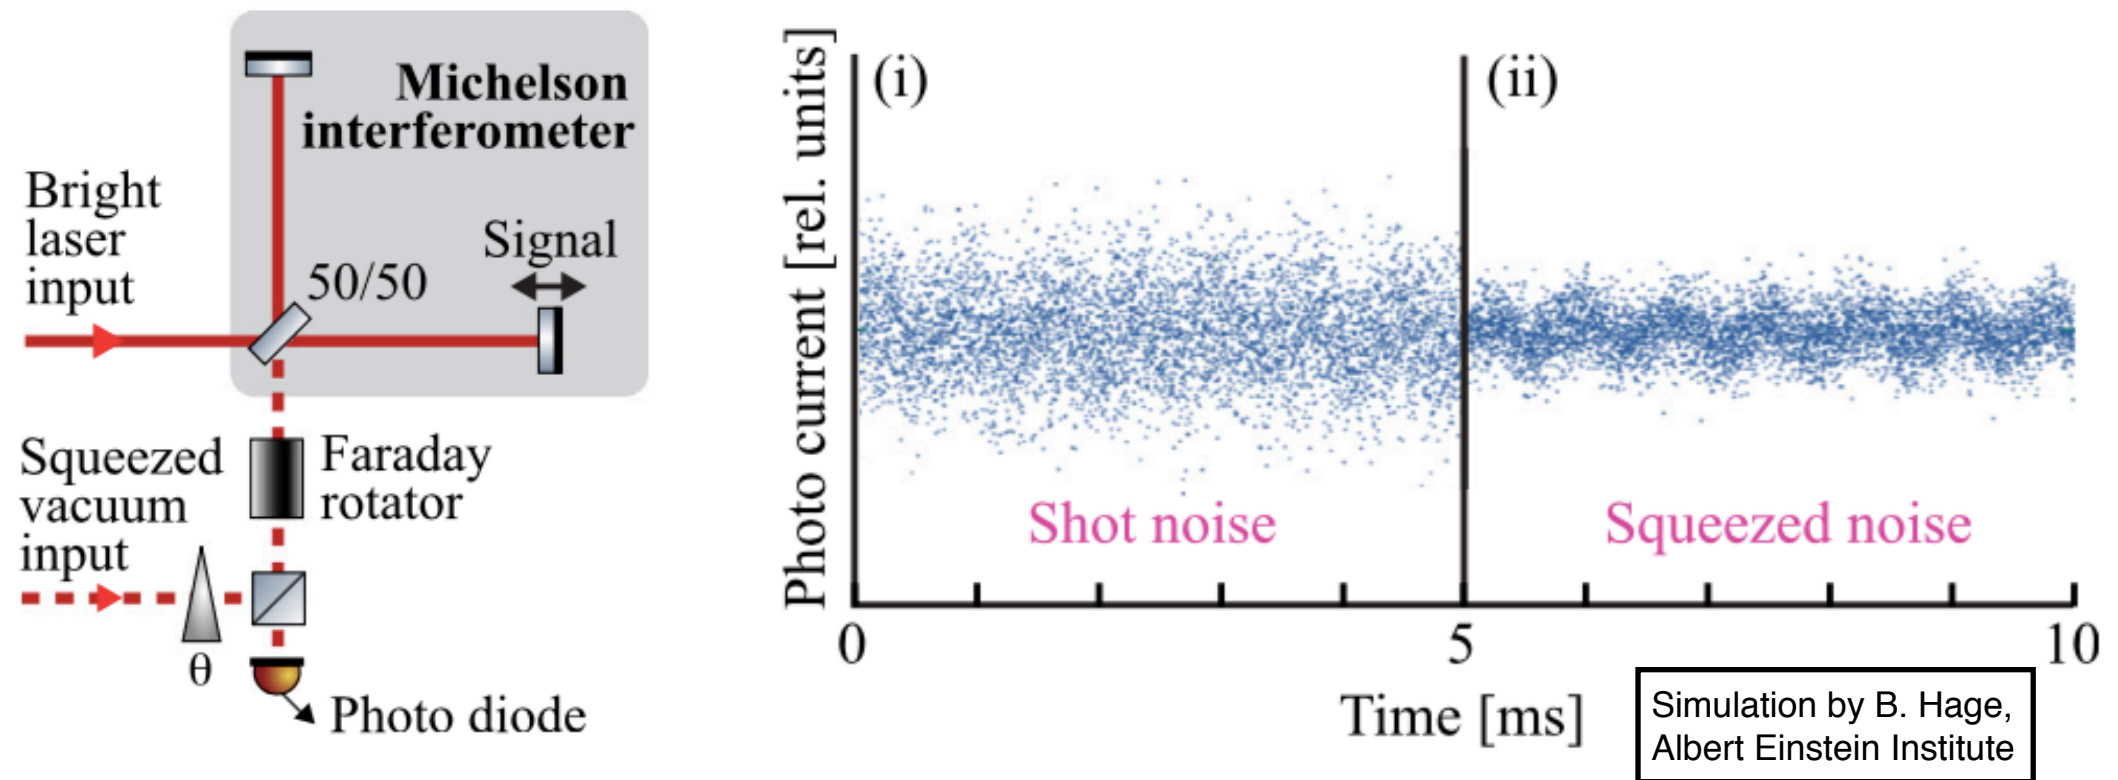 Michelson
interferometer
Bright
laser
input
Signal
50/50
Squeezed
vacuum
input
Faraday
rotator
θ
Photo diode
Photo current [rel. units]
(i)
(ii)
Shot noise
Squeezed noise
0
5
10
Time [ms]
Simulation by B. Hage,
Albert Einstein Institute